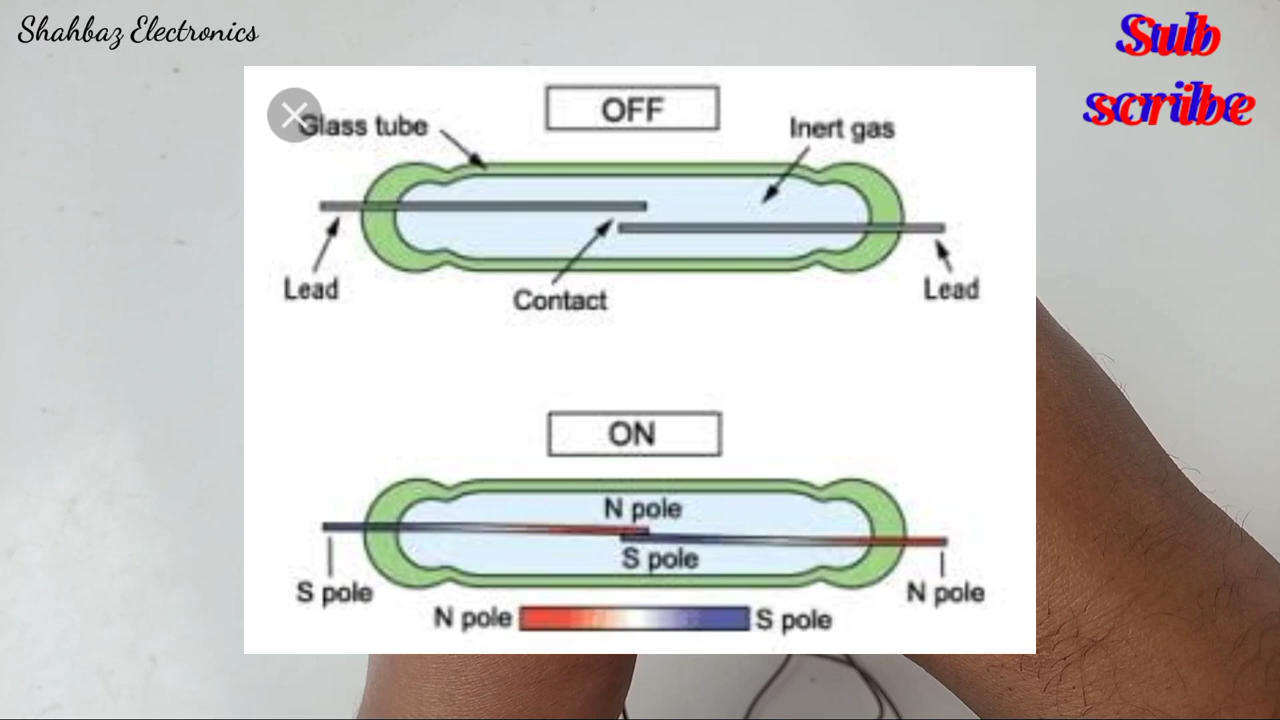 Shahbaz Electronics
Sub
scribe
OFF
Glass tube
Inert gas
Lead
Contact
Lead
ON
N pole
S pole
S pole
N pole
N pole
S pole